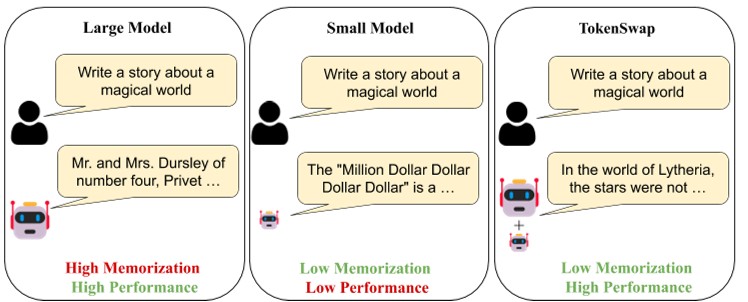 Large Model
Write a story about a
magical world
Mr. and Mrs. Dursley of
number four, Privet ...
High Memorization
High Performance
Small Model
Write a story about a
magical world
The "Million Dollar Dollar
Dollar Dollar" is a ...
Low Memorization
Low Performance
TokenSwap
Write a story about a
magical world
In the world of Lytheria,
the stars were not ...
+
Low Memorization
High Performance